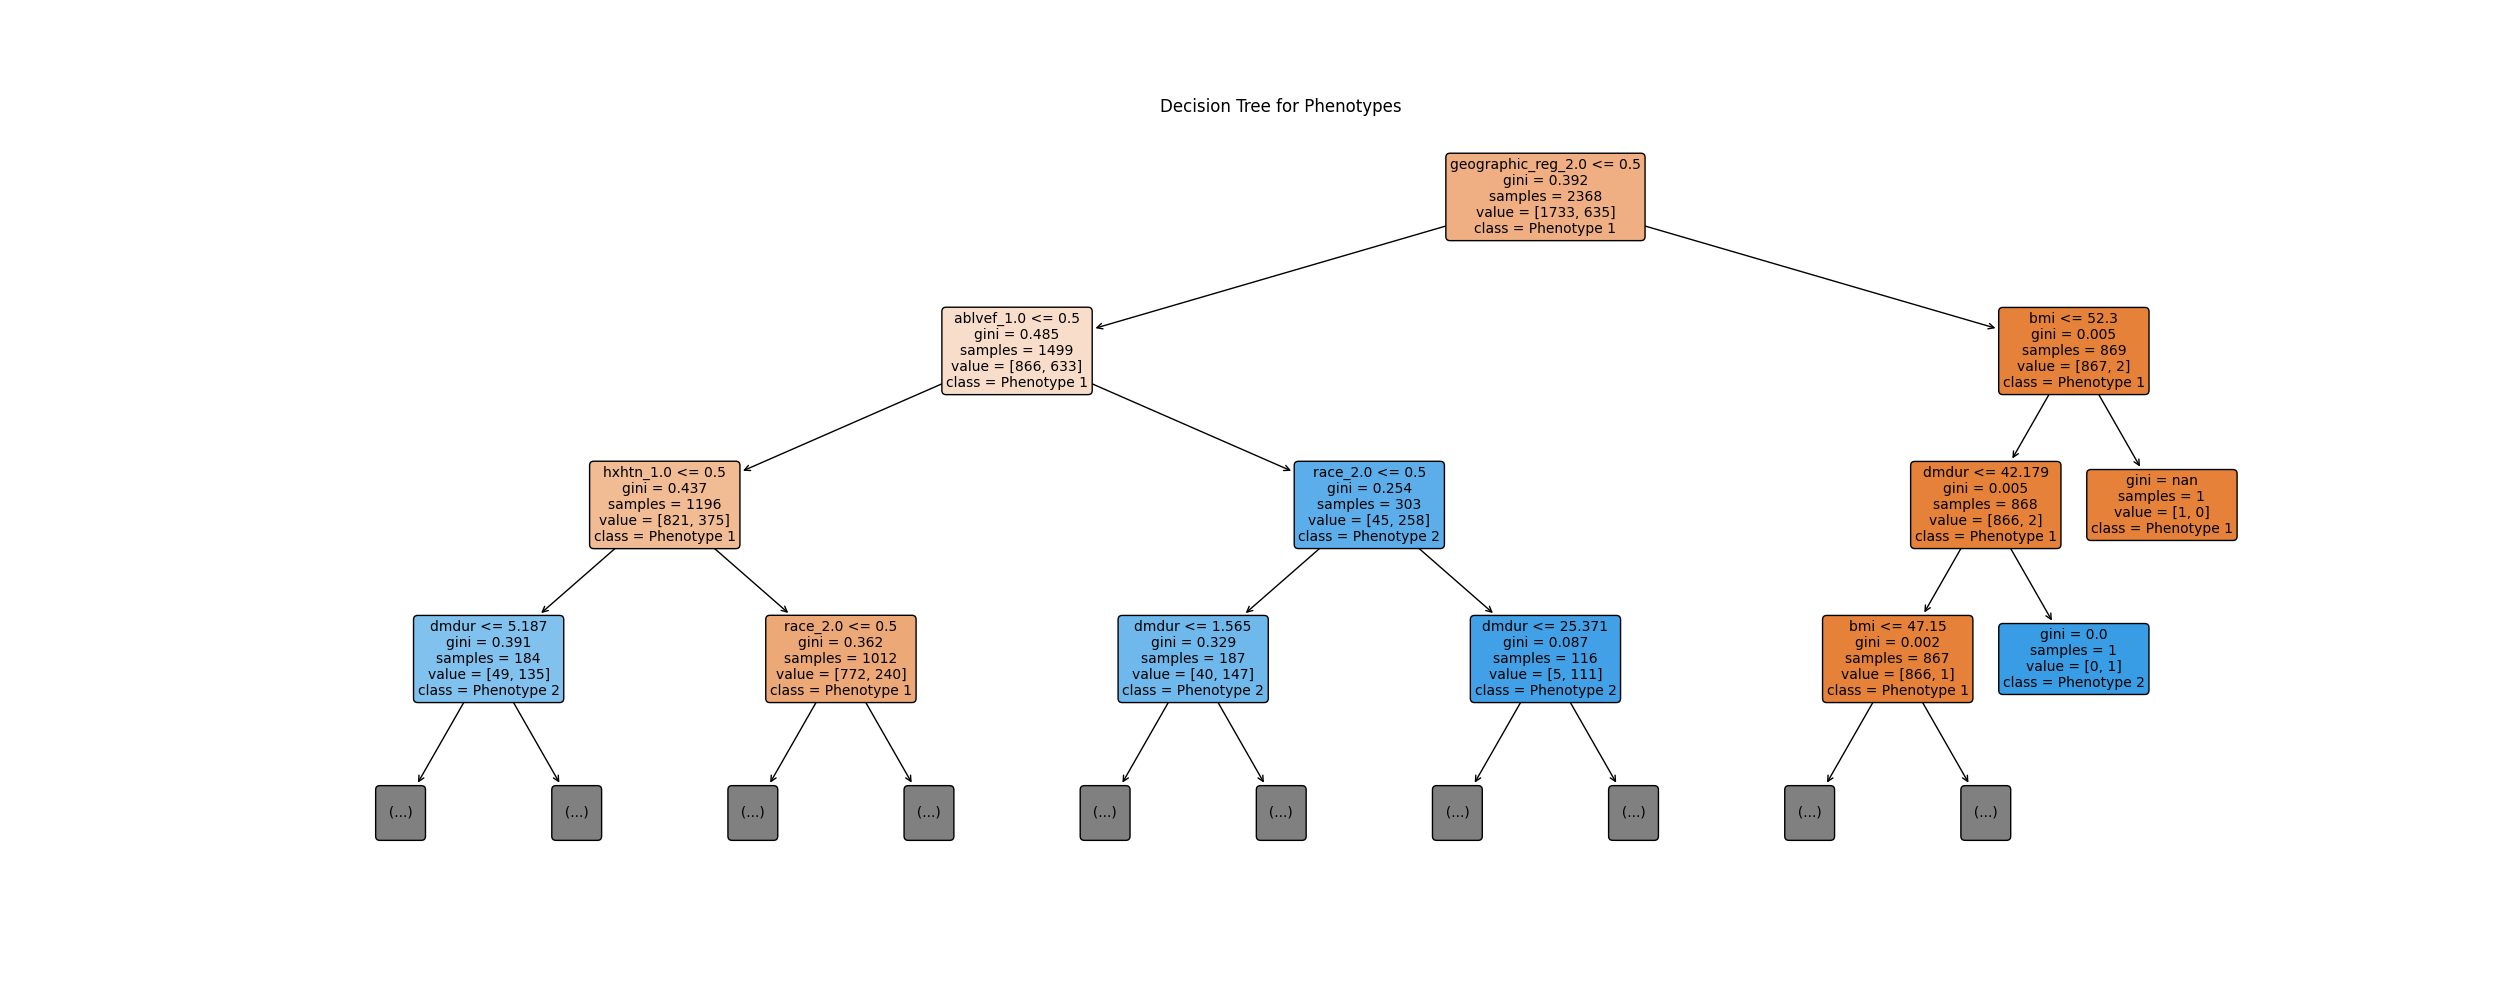 Decision Tree for Phenotypes
geographic_reg_2.0 <= 0.5
gini = 0.392
samples = 2368
value = [1733, 635]
class = Phenotype 1
ablvef_1.0 <= 0.5
gini = 0.485
samples = 1499
value = [866, 633]
class = Phenotype 1
bmi <= 52.3
gini = 0.005
samples = 869
value = [867, 2]
class = Phenotype 1
hxhtn_1.0 <= 0.5
gini = 0.437
samples = 1196
value = [821, 375]
class = Phenotype 1
race_2.0 <= 0.5
gini = 0.254
samples = 303
value = [45, 258]
class = Phenotype 2
dmdur <= 42.179
gini = 0.005
samples = 868
value = [866, 2]
class = Phenotype 1
gini = nan
samples = 1
value = [1, 0]
class = Phenotype 1
dmdur <= 5.187
gini = 0.391
samples = 184
value = [49, 135]
class = Phenotype 2
race_2.0 <= 0.5
gini = 0.362
samples = 1012
value = [772, 240]
class = Phenotype 1
dmdur <= 1.565
gini = 0.329
samples = 187
value = [40, 147]
class = Phenotype 2
dmdur <= 25.371
gini = 0.087
samples = 116
value = [5, 111]
class = Phenotype 2
bmi <= 47.15
gini = 0.002
samples = 867
value = [866, 1]
class = Phenotype 1
gini = 0.0
samples = 1
value = [0, 1]
class = Phenotype 2
(...)
(...)
(...)
(...)
(...)
(...)
(...)
(...)
(...)
(...)